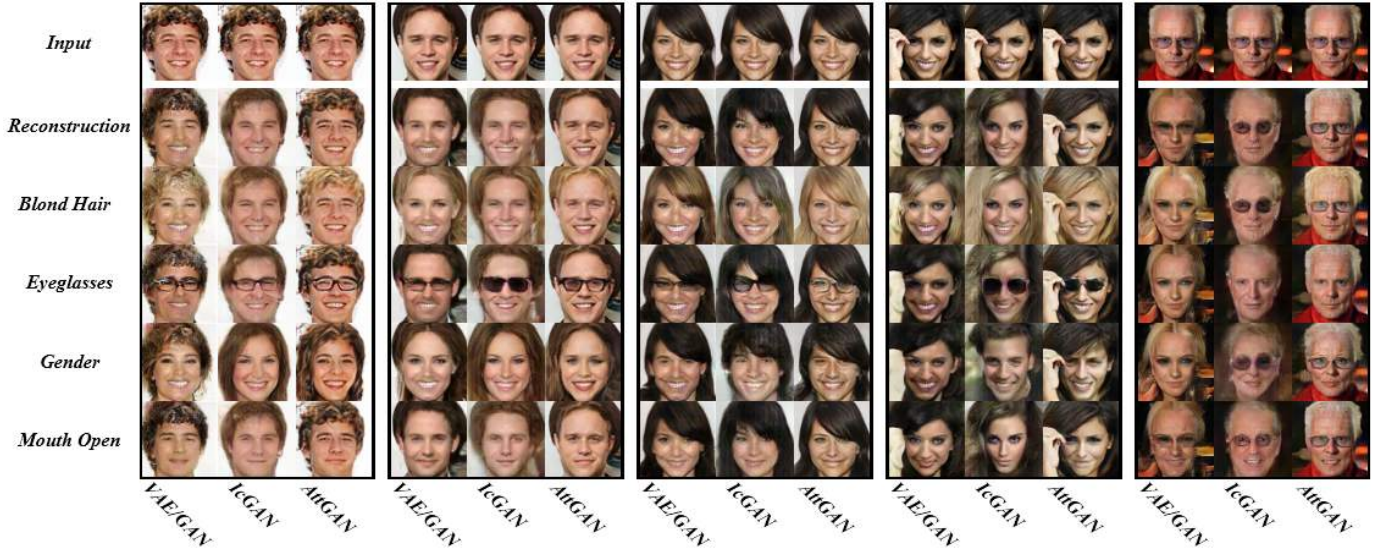 Input
Reconstruction
Blond Hair
Eyeglasses
Gender
Mouth Open
VAE/GAN IcGAN AttGAN VAE/GAN IcGAN AttGAN VAE/GAN IcGAN AttGAN VAE/GAN IcGAN AttGAN VAE/GAN IcGAN AttGAN